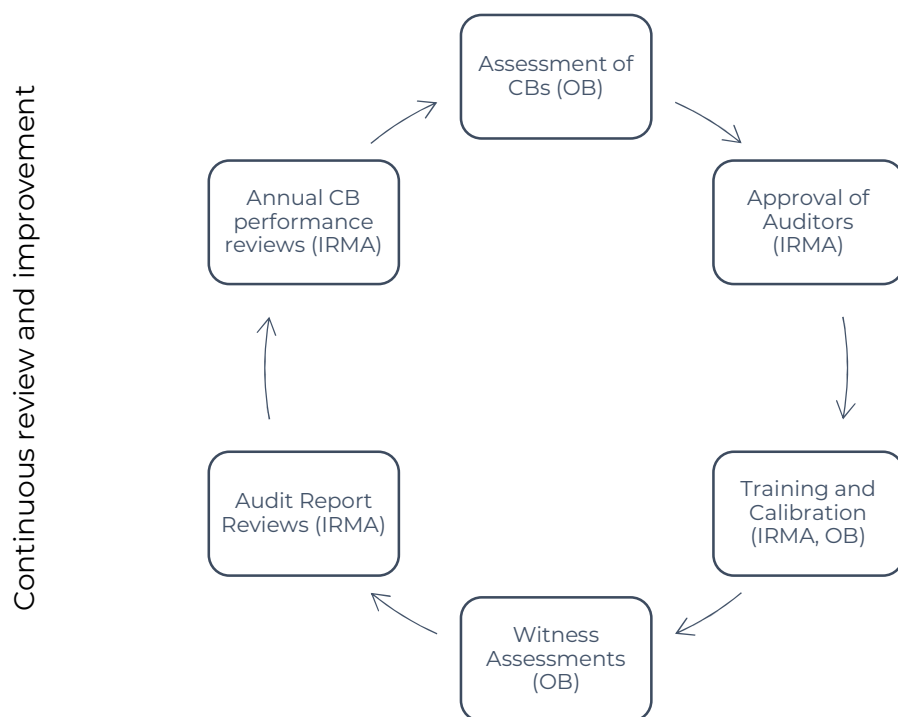 Continuous review and improvement
Assessment of
CBs (OB)
Approval of
Auditors
(IRMA)
Training and
Calibration
(IRMA, OB)
Witness
Assessments
(OB)
Audit Report
Reviews (IRMA)
Annual CB
performance
reviews (IRMA)